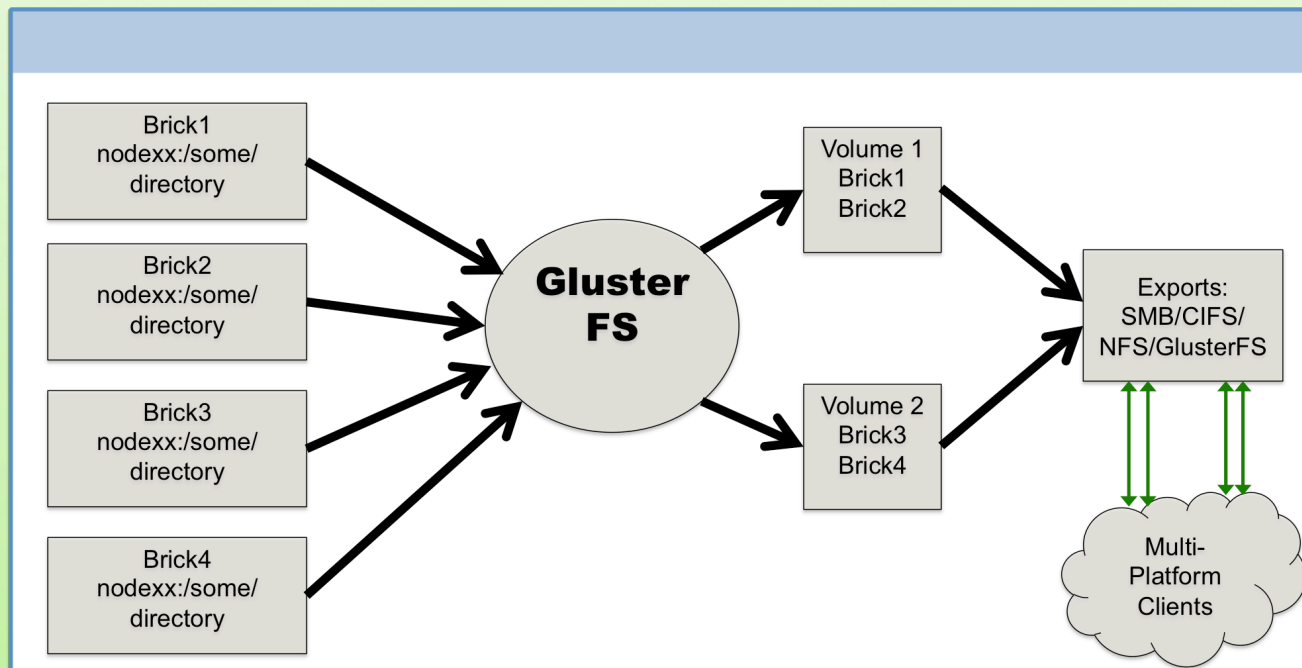 Brick1
nodexx:/some/
directory
Brick2
nodexx:/some/
directory
Brick3
nodexx:/some/
directory
Brick4
nodexx:/some/
directory
Gluster
FS
Volume 1
Brick1
Brick2
Volume 2
Brick3
Brick4
Exports:
SMB/CIFS/
NFS/GlusterFS
Multi-
Platform
Clients